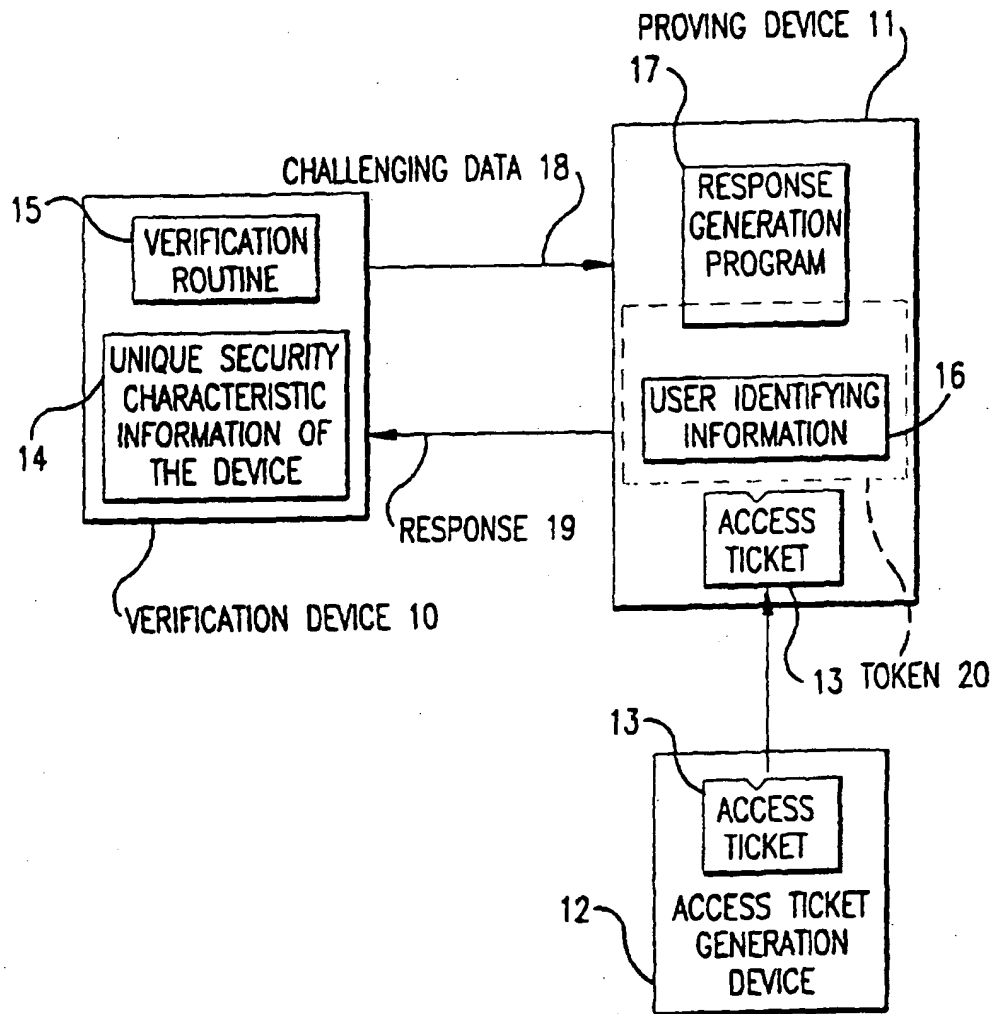 PROVING DEVICE 11
17
CHALLENGING DATA 18
15
VERIFICATION
ROUTINE
RESPONSE
GENERATION
PROGRAM
UNIQUE SECURITY
CHARACTERISTIC
INFORMATION OF
THE DEVICE
14
USER IDENTIFYING
INFORMATION
16
RESPONSE 19
ACCESS
TICKET
VERIFICATION DEVICE 10
13
TOKEN 20
13
ACCESS
TICKET
12
ACCESS TICKET
GENERATION
DEVICE